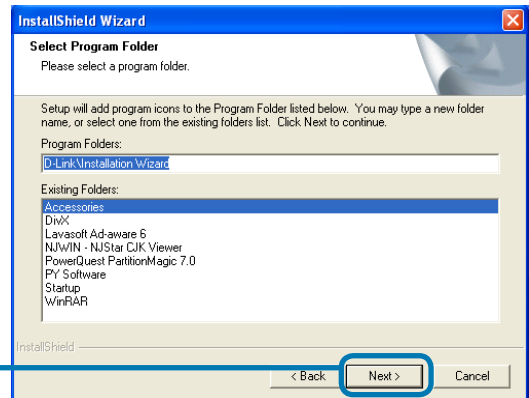 InstallShield Wizard
Select Program Folder
Please select a program folder.
Setup will add program icons to the Program Folder listed below. You may type a new folder
name, or select one from the existing folders list. Click Next to continue.
Program Folders:
D-Link\Installation Wizard
Existing Folders:
Accessories
DivX
Lavasoft Ad-aware 6
NJWIN - NJStar CJK Viewer
PowerQuest PartitionMagic 7.0
PY Software
Startup
WinRAR
InstallShield
< Back Next > Cancel